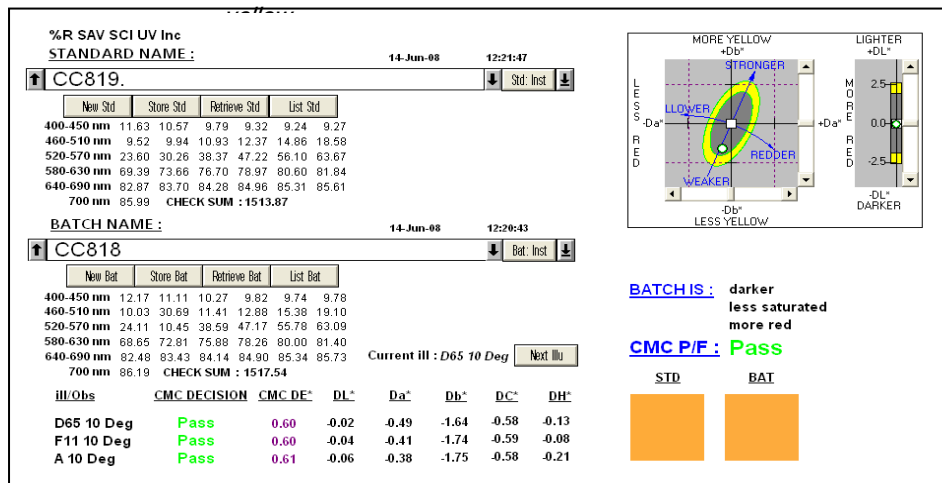 %R SAV SCI UV Inc
STANDARD NAME : 14-Jun-08 12:21:47
CC819. Std: Inst
New Std Store Std Retrieve Std List Std
400-450 nm 11.63 10.57 9.79 9.32 9.24 9.27
460-510 nm 9.52 9.94 10.93 12.37 14.86 18.58
520-570 nm 23.60 30.26 38.37 47.22 56.10 63.67
580-630 nm 69.39 73.66 76.70 78.97 80.60 81.84
640-690 nm 82.87 83.70 84.28 84.96 85.31 85.61
700 nm 85.99 CHECK SUM : 1513.87
BATCH NAME : 14-Jun-08 12:20:43
CC818 Bat: Inst
New Bat Store Bat Retrieve Bat List Bat
400-450 nm 12.17 11.11 10.27 9.82 9.74 9.78
460-510 nm 10.03 30.69 11.41 12.88 15.38 19.10
520-570 nm 24.11 10.45 38.59 47.17 55.78 63.09
580-630 nm 68.65 72.81 75.88 78.26 80.00 81.40
640-690 nm 82.48 83.43 84.14 84.90 85.34 85.73
700 nm 86.19 CHECK SUM : 1517.54
Current ill : D65 10 Deg Next Illu
ill/Obs CMC DECISION CMC DE* DL* Da* Db* DC* DH*
D65 10 Deg Pass 0.60 -0.02 -0.49 -1.64 -0.58 -0.13
F11 10 Deg Pass 0.60 -0.04 -0.41 -1.74 -0.59 -0.08
A 10 Deg Pass 0.61 -0.06 -0.38 -1.75 -0.58 -0.21
MORE YELLOW
+Db*
STRONGER
LESS RED
-Da*
LLOWER
REDDER
WEAKER
+Da*
MORE RED
-Db*
LESS YELLOW
LIGHTER
+DL*
2.5
0.0
-2.5
-DL*
DARKER
BATCH IS : darker
less saturated
more red
CMC P/F : Pass
STD BAT